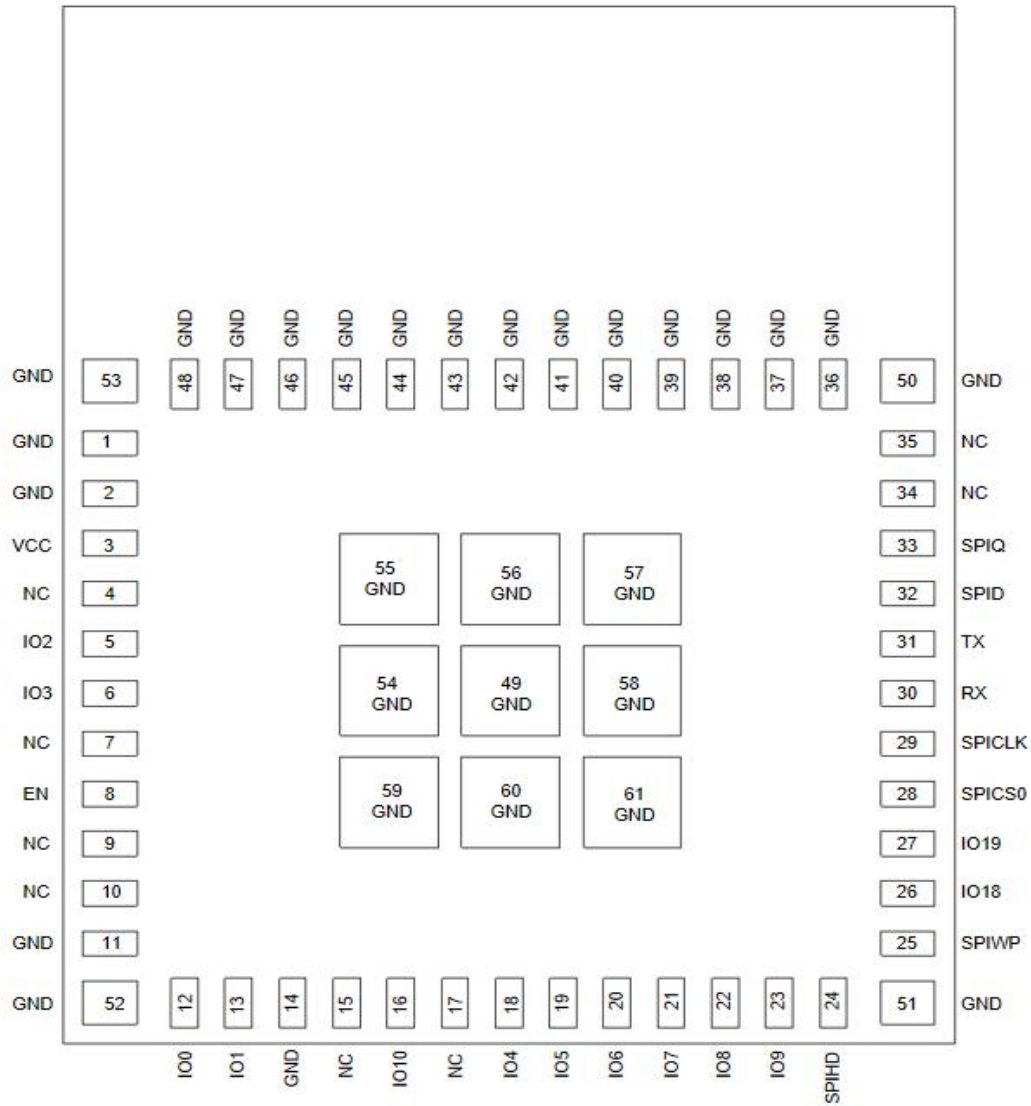 GND GND GND GND GND GND GND GND GND GND GND GND GND
GND 53 48 47 46 45 44 43 42 41 40 39 38 37 36 50 GND
GND 1 35 NC
GND 2 34 NC
VCC 3 33 SPIQ
55 56 57
GND GND GND
NC 4 32 SPID
IO2 5 31 TX
IO3 6 54 49 58 30 RX
GND GND GND
NC 7 29 SPICLK
EN 8 59 60 61 28 SPICS0
GND GND GND
NC 9 27 IO19
NC 10 26 IO18
GND 11 25 SPIWP
GND 52 12 13 14 15 16 17 18 19 20 21 22 23 24 51 GND
IO0 IO1 GND NC IO10 NC IO4 IO5 IO6 IO7 IO8 IO9 SPIHD